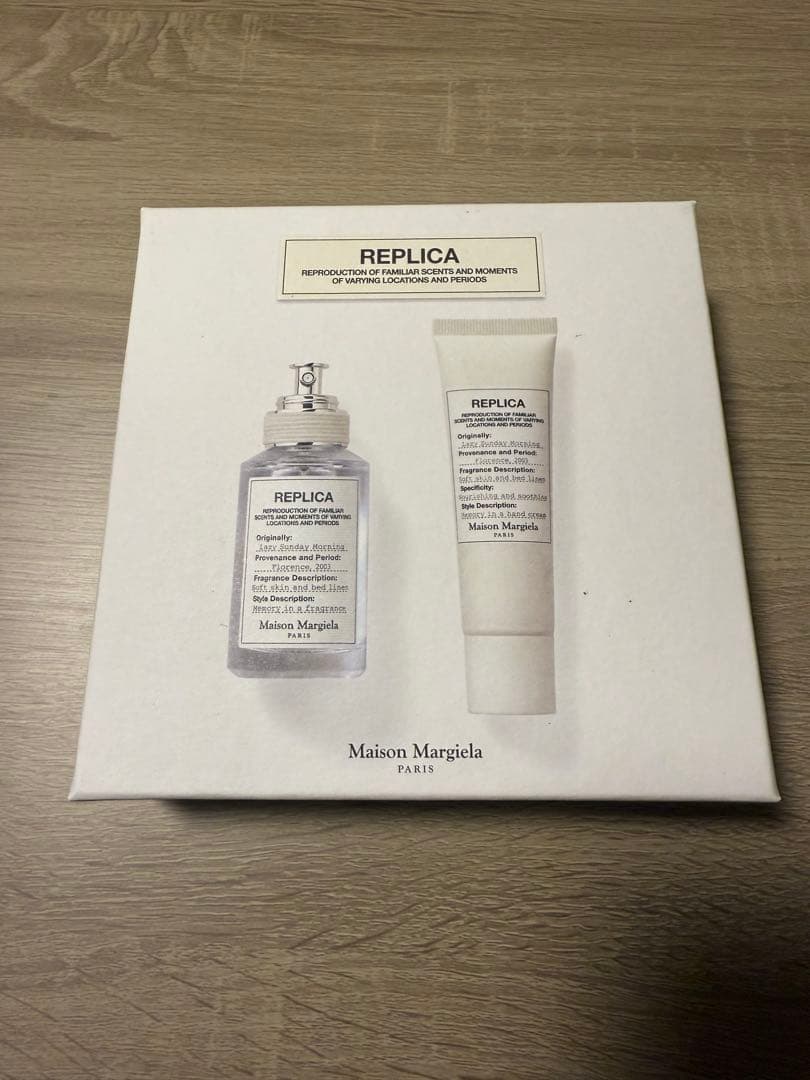 REPLICA
REPRODUCTION OF FAMILIAR SCENTS AND MOMENTS
OF VARYING LOCATIONS AND PERIODS
REPLICA
REPRODUCTION OF FAMILIAR
SCENTS AND MOMENTS OF VARYING
LOCATIONS AND PERIODS
Originally:
Lazy Sunday Morning
Provenance and Period:
Florence, 2003
Fragrance Description:
Soft skin and bed linen
Style Description:
Memory in a fragrance
Maison Margiela
PARIS
REPLICA
REPRODUCTION OF FAMILIAR
SCENTS AND MOMENTS OF VARYING
LOCATIONS AND PERIODS
Originally:
Lazy Sunday Morning
Provenance and Period:
Florence, 2003
Fragrance Description:
Soft skin and bed linen
Specificity:
Nourishing and soothing
Style Description:
Memory in a hand cream
Maison Margiela
PARIS
Maison Margiela
PARIS